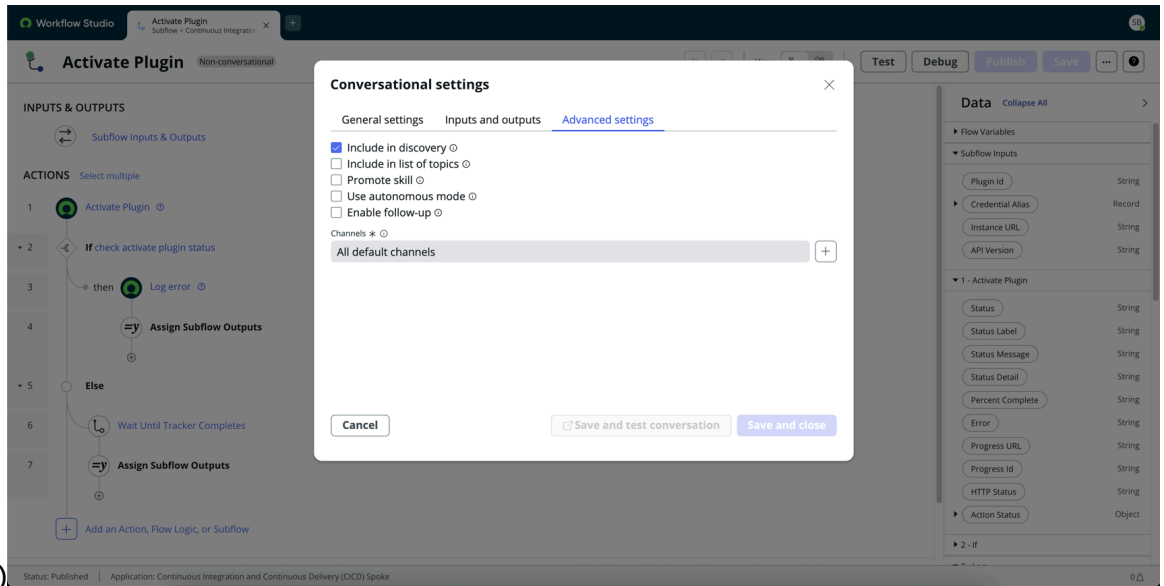 Workflow Studio
Activate Plugin
Subflow • Continuous Integratio
SB
Activate Plugin Non-conversational
Test Debug Publish Save
INPUTS & OUTPUTS
Subflow Inputs & Outputs
ACTIONS Select multiple
1 Activate Plugin
2 If check activate plugin status
3 then Log error
4 Assign Subflow Outputs
5 Else
6 Wait Until Tracker Completes
7 Assign Subflow Outputs
Add an Action, Flow Logic, or Subflow
Conversational settings
General settings Inputs and outputs Advanced settings
Include in discovery
Include in list of topics
Promote skill
Use autonomous mode
Enable follow-up
Channels *
All default channels
Cancel Save and test conversation Save and close
Data Collapse All
Flow Variables
Subflow Inputs
Plugin Id String
Credential Alias Record
Instance URL String
API Version String
1 - Activate Plugin
Status String
Status Label String
Status Message String
Status Detail String
Percent Complete String
Error String
Progress URL String
Progress Id String
HTTP Status String
Action Status Object
2 - If
)
Status: Published | Application: Continuous Integration and Continuous Delivery (CICD) Spoke
0